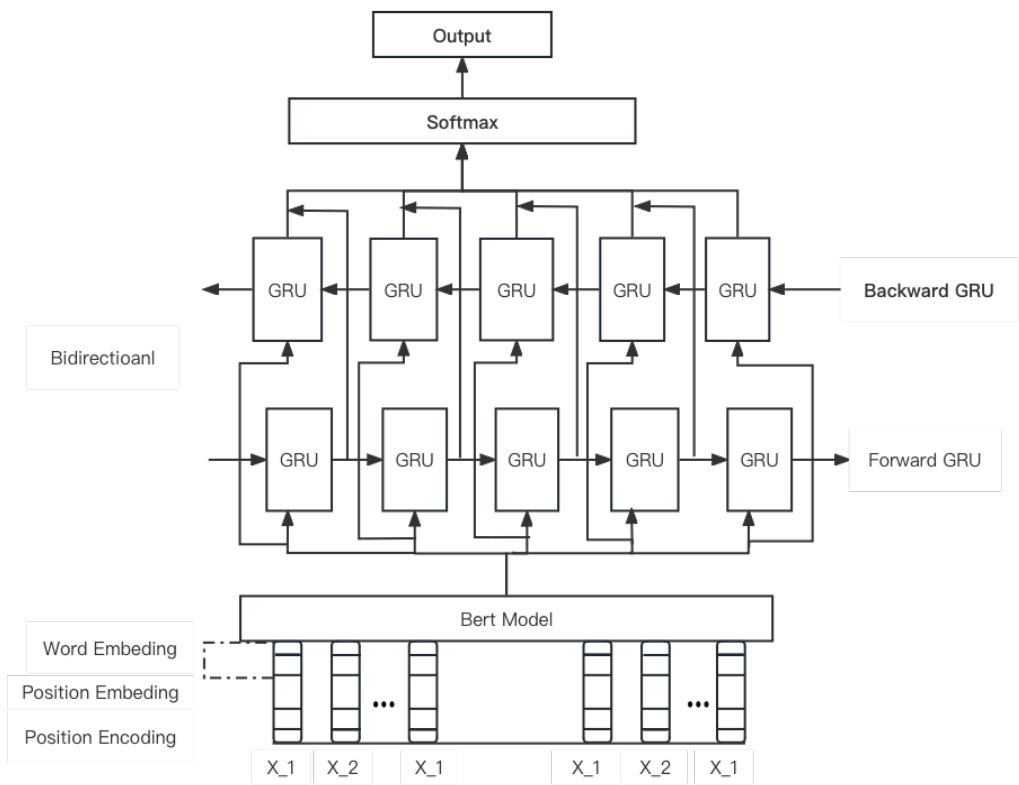 Output
Softmax
GRU GRU GRU GRU GRU
Backward GRU
Bidirectioanl
GRU GRU GRU GRU GRU
Forward GRU
Bert Model
Word Embeding
Position Embeding
...
...
Position Encoding
X_1 X_2 X_1 X_1 X_2 X_1